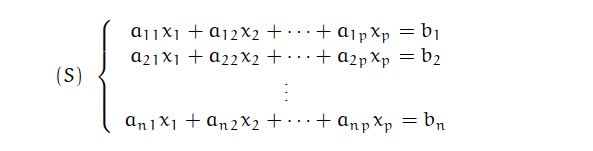 a₁₁x₁ + a₁₂x₂ + ⋯ + a₁ₚxₚ = b₁
(S) { a₂₁x₁ + a₂₂x₂ + ⋯ + a₂ₚxₚ = b₂
⋮
aₙ₁x₁ + aₙ₂x₂ + ⋯ + aₙₚxₚ = bₙ